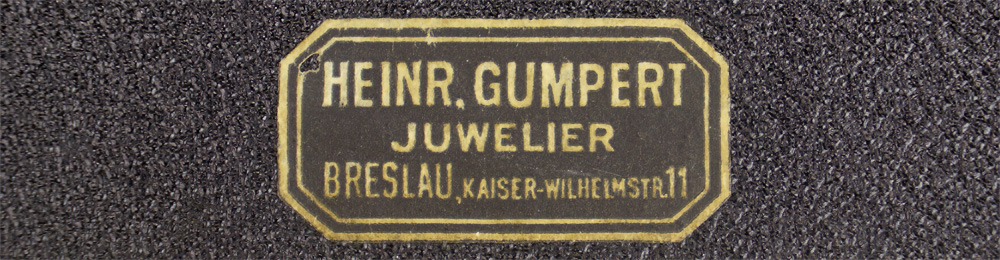 HEINR. GUMPERT
JUWELIER
BRESLAU, KAISER-WILHELMSTR. 11